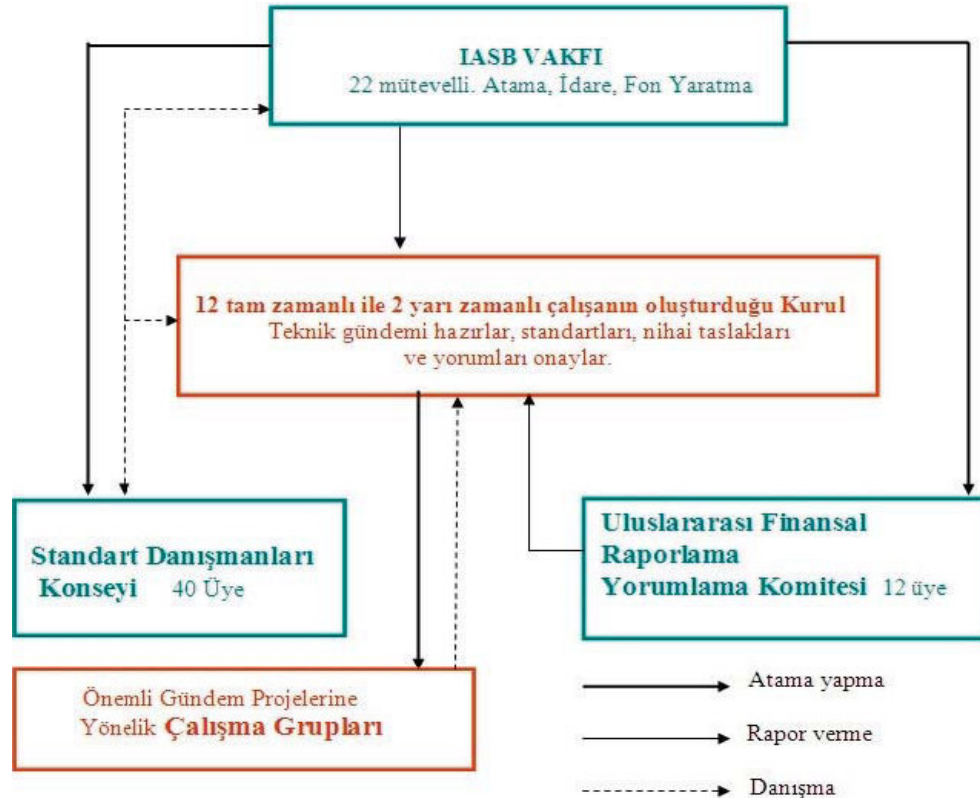 IASB VAKFI
22 mütevelli. Atama, İdare, Fon Yaratma
12 tam zamanlı ile 2 yarı zamanlı çalışanın oluşturduğu Kurul
Teknik gündemi hazırlar, standartları, nihai taslakları
ve yorumları onaylar.
Standart Danışmanları
Konseyi 40 Üye
Uluslararası Finansal
Raporlama
Yorumlama Komitesi 12 üye
Önemli Gündem Projelerine
Yönelik Çalışma Grupları
Atama yapma
Rapor verme
Danışma